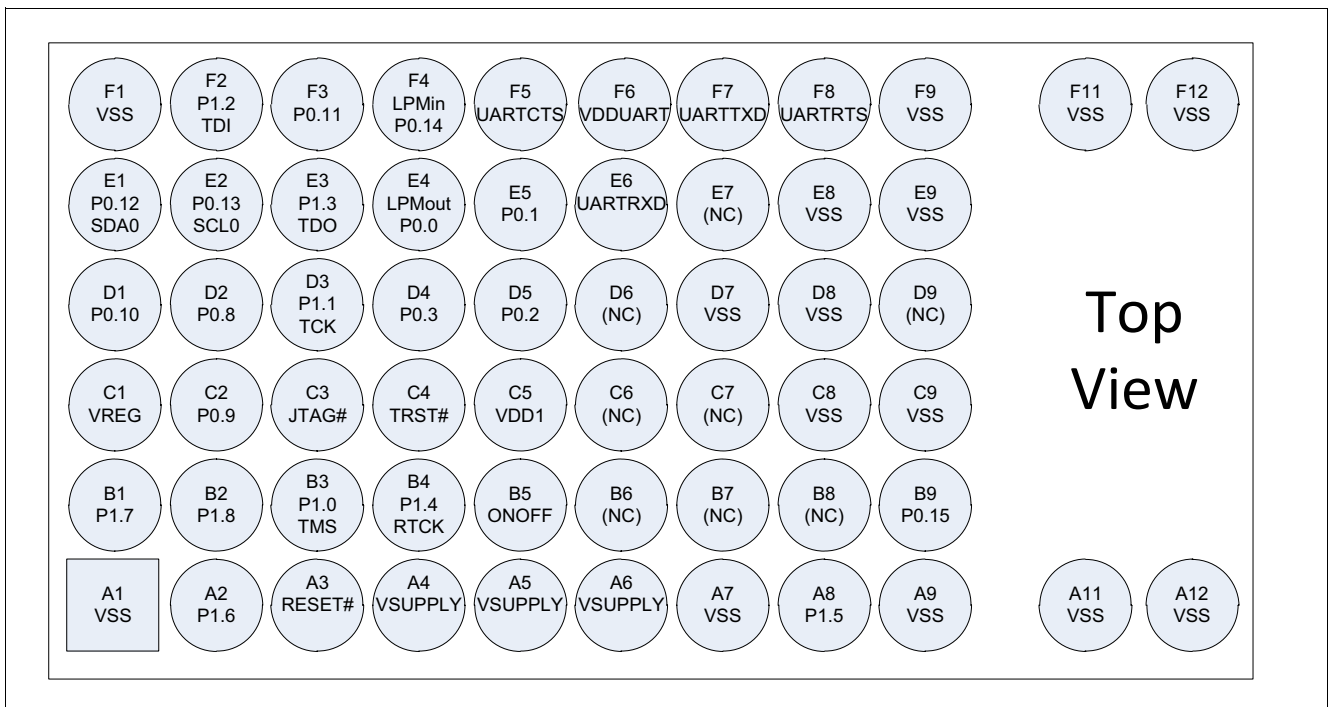 F1
VSS
F2
P1.2
TDI
F3
P0.11
F4
LPMin
P0.14
F5
UARTCTS
F6
VDDUART
F7
UARTTXD
F8
UARTRTS
F9
VSS
F11
VSS
F12
VSS
E1
P0.12
SDA0
E2
P0.13
SCL0
E3
P1.3
TDO
E4
LPMout
P0.0
E5
P0.1
E6
UARTRXD
E7
(NC)
E8
VSS
E9
VSS
D1
P0.10
D2
P0.8
D3
P1.1
TCK
D4
P0.3
D5
P0.2
D6
(NC)
D7
VSS
D8
VSS
D9
(NC)
Top
View
C1
VREG
C2
P0.9
C3
JTAG#
C4
TRST#
C5
VDD1
C6
(NC)
C7
(NC)
C8
VSS
C9
VSS
B1
P1.7
B2
P1.8
B3
P1.0
TMS
B4
P1.4
RTCK
B5
ONOFF
B6
(NC)
B7
(NC)
B8
(NC)
B9
P0.15
A1
VSS
A2
P1.6
A3
RESET#
A4
VSUPPLY
A5
VSUPPLY
A6
VSUPPLY
A7
VSS
A8
P1.5
A9
VSS
A11
VSS
A12
VSS